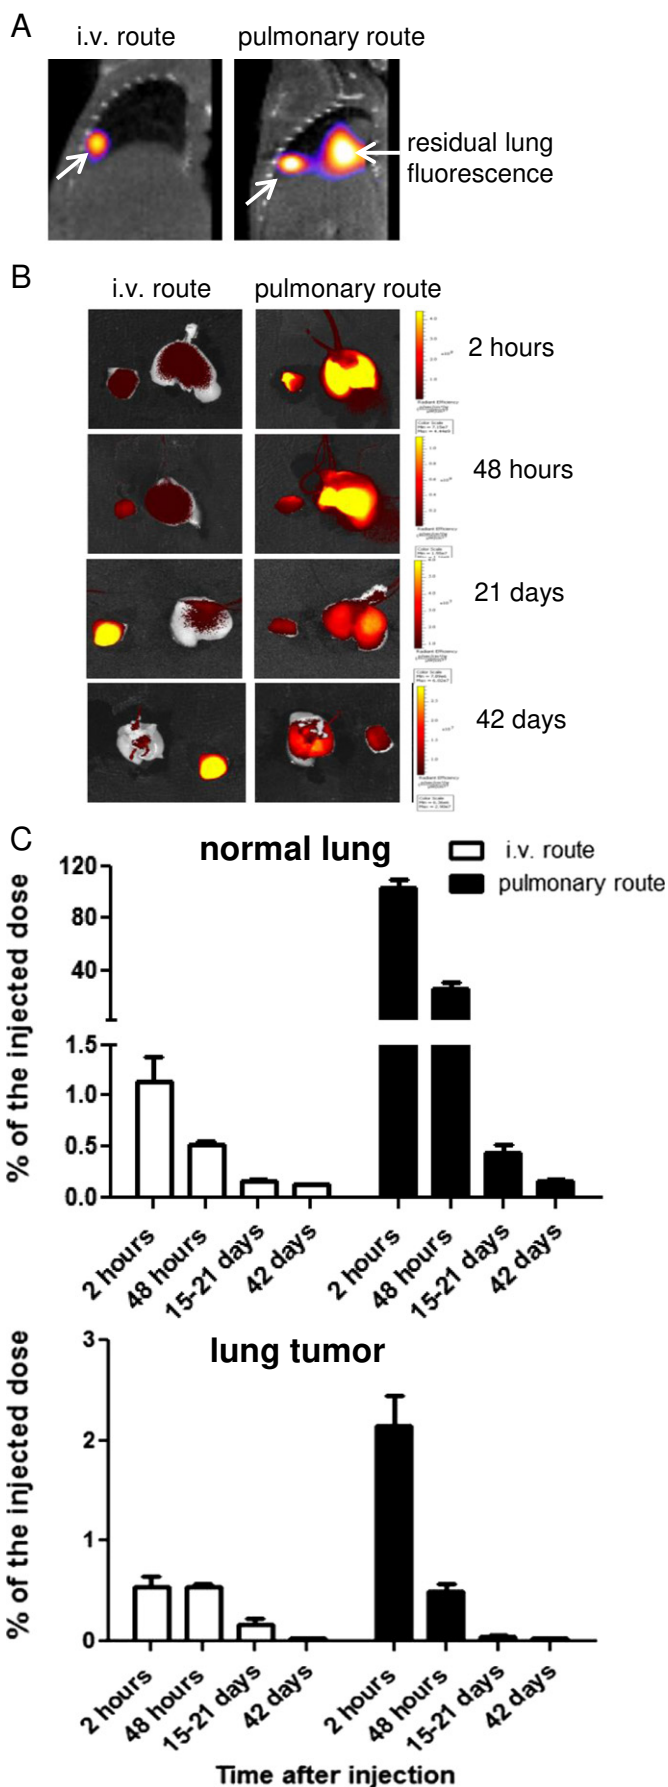 A
i.v. route
pulmonary route
residual lung
fluorescence
B
i.v. route
pulmonary route
2 hours
48 hours
21 days
42 days
C
normal lung
i.v. route
pulmonary route
% of the injected dose
120
80
40
1.5
1.0
0.5
0.0
2 hours
48 hours
15-21 days
42 days
2 hours
48 hours
15-21 days
42 days
lung tumor
% of the injected dose
3
2
1
0
2 hours
48 hours
15-21 days
42 days
2 hours
48 hours
15-21 days
42 days
Time after injection